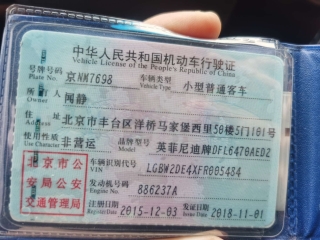 中华人民共和国机动车行驶证
Vehicle License of the People's Republic of China
号牌号码 京NM7698 车辆类型 小型普通客车
Plate No. Vehicle Type
所有人 闻静
Owner
住址 北京市丰台区洋桥马家堡西里50楼5门101号
Address
使用性质 非营运 品牌型号 英菲尼迪牌DFL6470AED2
Use Character Model
北京市公 车辆识别代号 LGBW2DE4XFR005484
VIN
安局公安 发动机号码 886237A
Engine No.
交通管理局 注册日期 2015-12-03 发证日期 2018-11-01
Register Date Issue Date